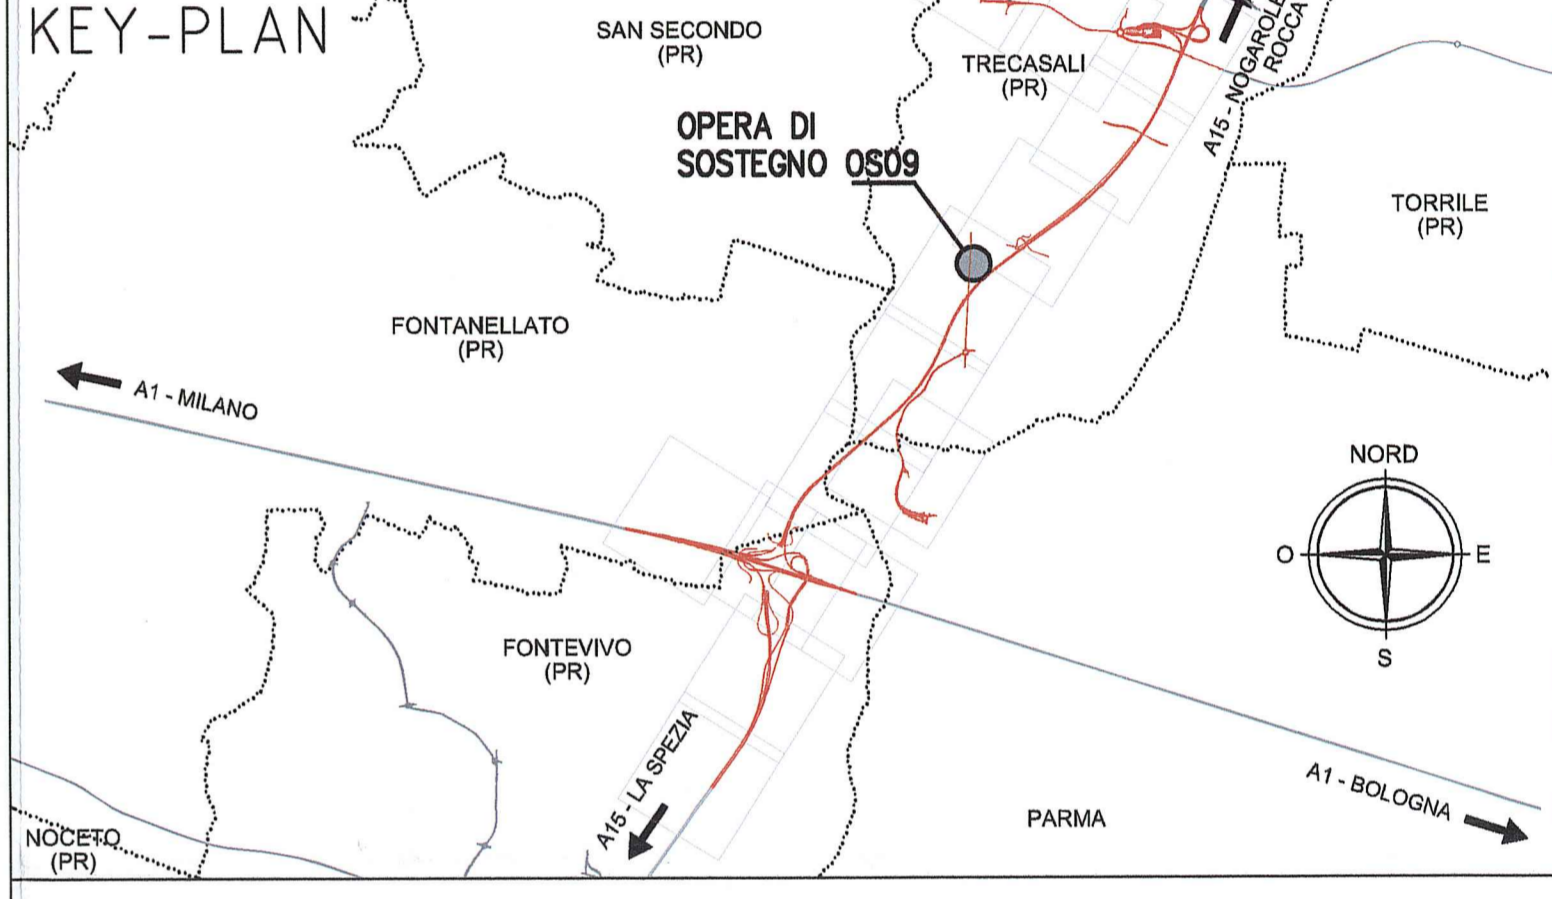 KEY-PLAN
SAN SECONDO
(PR)
TRECASALI
(PR)
A15 - NOGAROLE
ROCCA
OPERA DI
SOSTEGNO OS09
TORRILE
(PR)
FONTANELLATO
(PR)
A1 - MILANO
NORD
O
E
S
FONTEVIVO
(PR)
A15 - LA SPEZIA
A1 - BOLOGNA
PARMA
NOCETO
(PR)